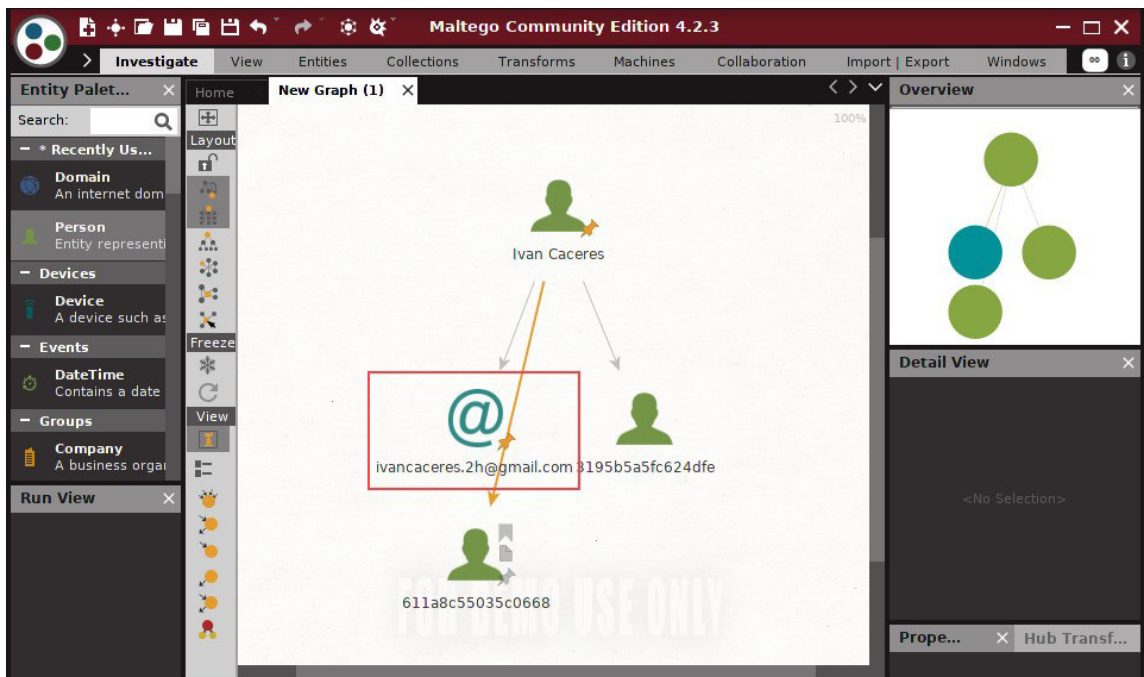 Maltego Community Edition 4.2.3
Investigate View Entities Collections Transforms Machines Collaboration Import | Export Windows
Entity Palet...
Search:
* Recently Us...
Domain
An internet dom
Person
Entity representi
Devices
Device
A device such as
Events
DateTime
Contains a date
Groups
Company
A business organ
Run View
Home New Graph (1)
Layout
Freeze
View
100%
Ivan Caceres
ivancaceres.2h@gmail.com
3195b5a5fc624dfe
611a8c55035c0668
FOR DEMO USE ONLY
Overview
Detail View
<No Selection>
Prope... Hub Transf...